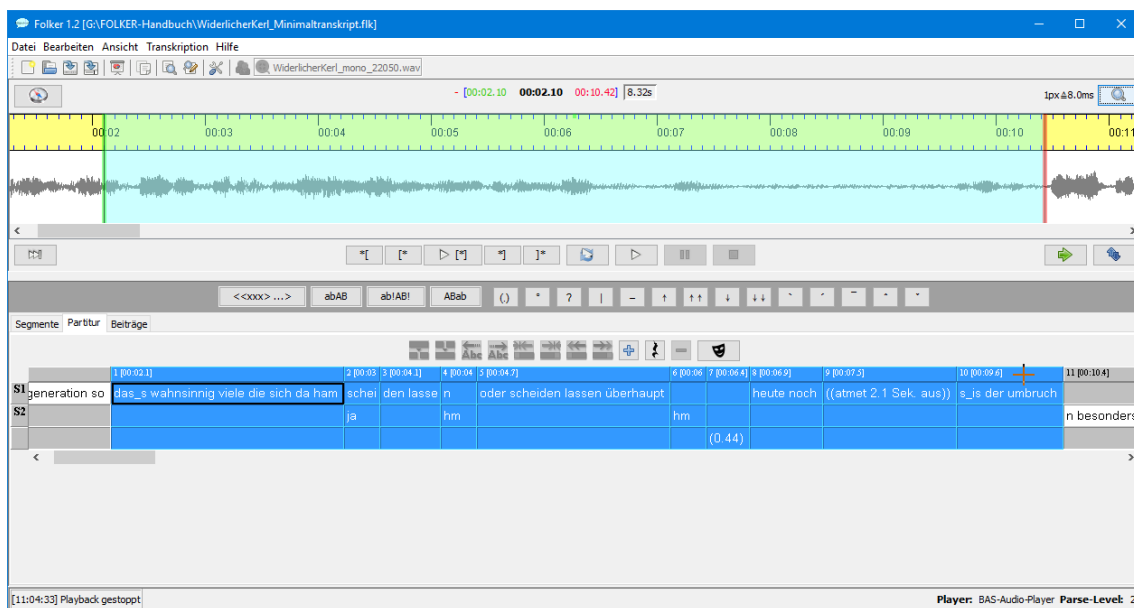 Folker 1.2 [G:\FOLKER-Handbuch\WiderlicherKerl_Minimaltranskript.flk]
Datei Bearbeiten Ansicht Transkription Hilfe
WiderlicherKerl_mono_22050.wav
- [00:02.10 00:02.10 00:10.42] 8.32s 1px≙8.0ms
00:02 00:03 00:04 00:05 00:06 00:07 00:08 00:09 00:10 00:11
*[ [* ▷ [*] *] ]*
<<xxx> ...> abAB ab!AB! ABab (.) ° ? | – ↑ ↑↑ ↓ ↓↓ ` ´ ¯ ˆ ˇ
Segmente Partitur Beiträge
Abc Abc
1 [00:02.1] 2 [00:03 3 [00:04.1] 4 [00:04 5 [00:04.7] 6 [00:06 7 [00:06.4] 8 [00:06.9] 9 [00:07.5] 10 [00:09.6] 11 [00:10.4]
S1 generation so das_s wahnsinnig viele die sich da ham schei den lasse n oder scheiden lassen überhaupt heute noch ((atmet 2.1 Sek. aus)) s_is der umbruch
S2 ja hm hm n besonders
(0.44)
[11:04:33] Playback gestoppt Player: BAS-Audio-Player Parse-Level: 2